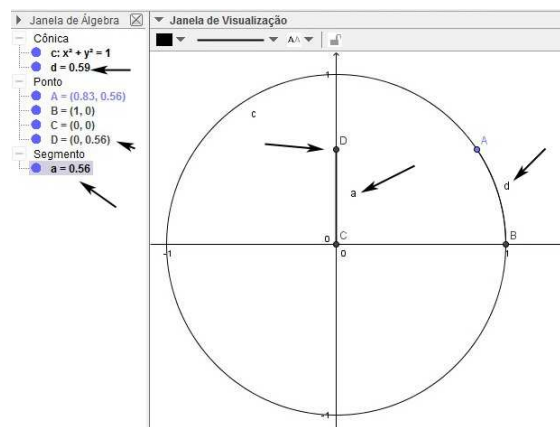 Janela de Álgebra
Cônica
c: x² + y² = 1
d = 0.59
Ponto
A = (0.83, 0.56)
B = (1, 0)
C = (0, 0)
D = (0, 0.56)
Segmento
a = 0.56
Janela de Visualização
AA
1
c
D
A
a
d
0
C
B
-1
0
1
-1